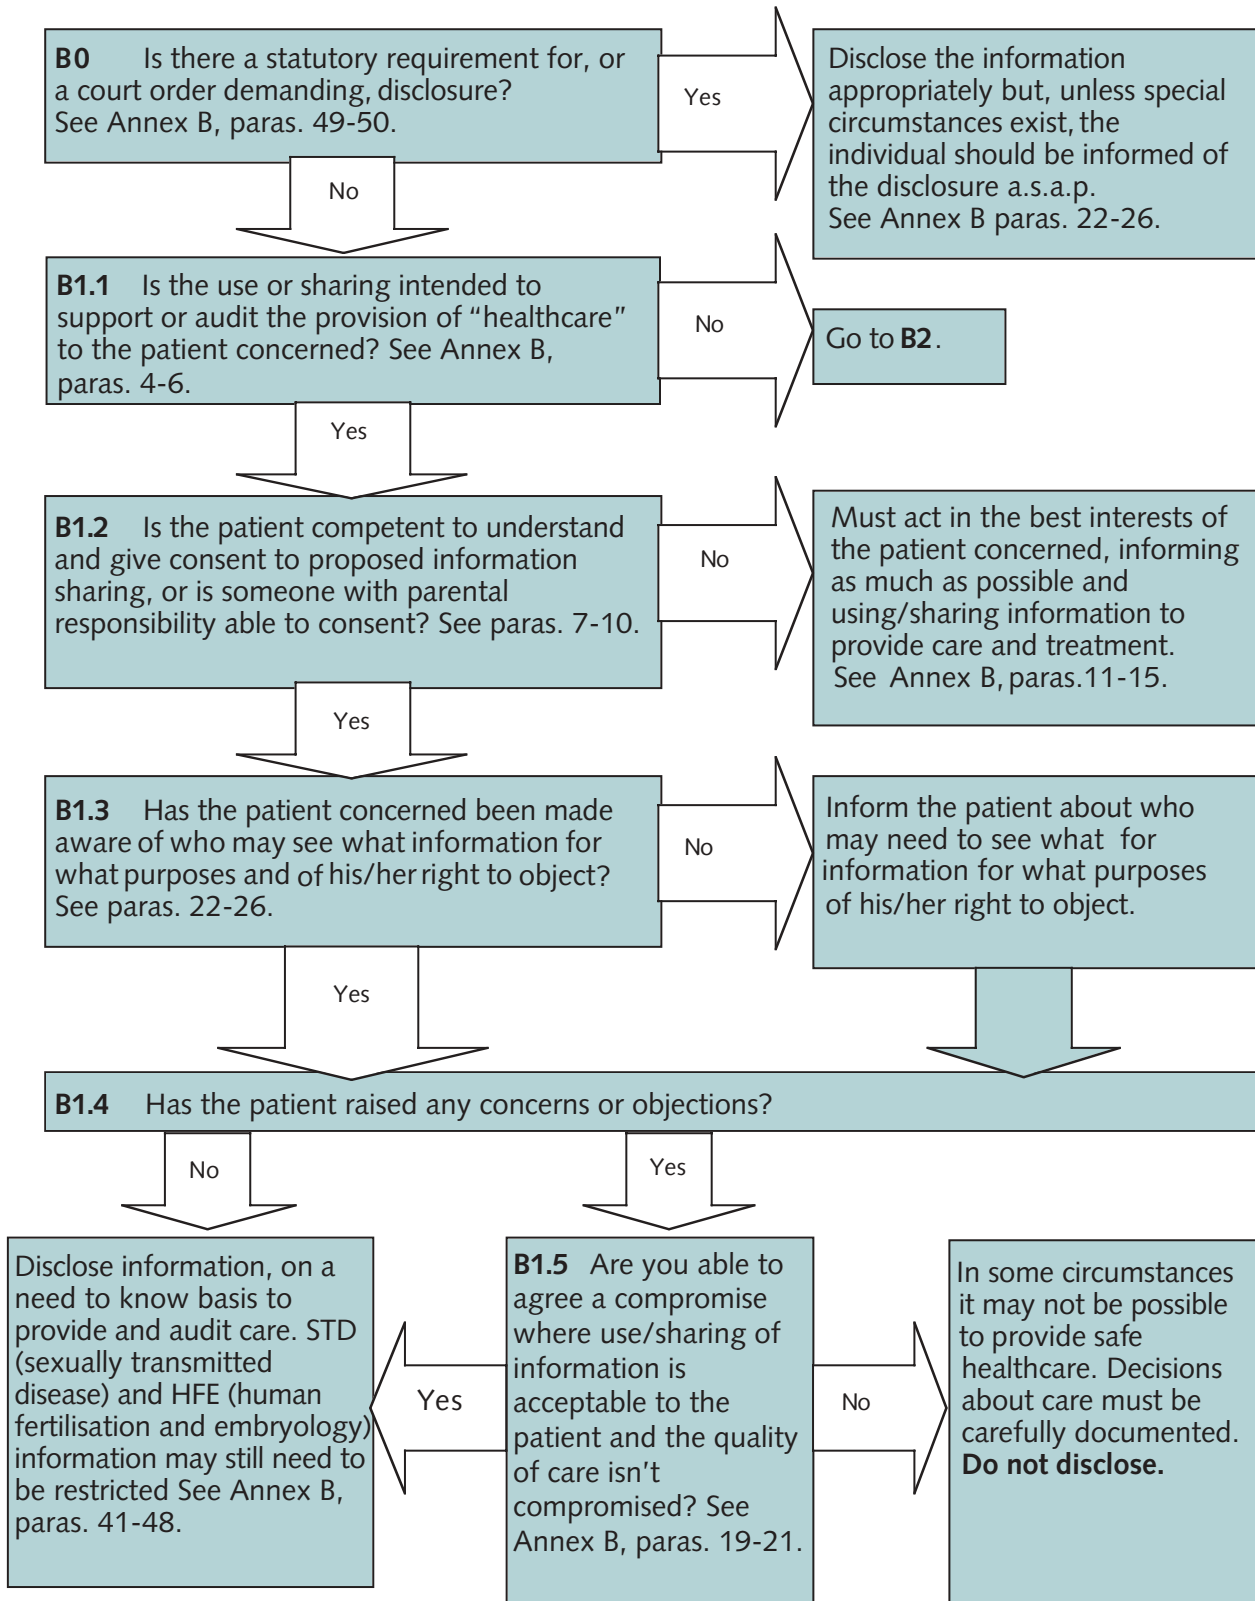 B0 Is there a statutory requirement for, or
a court order demanding, disclosure?
See Annex B, paras. 49-50.
Yes
Disclose the information
appropriately but, unless special
circumstances exist, the
individual should be informed of
the disclosure a.s.a.p.
See Annex B paras. 22-26.
No
B1.1 Is the use or sharing intended to
support or audit the provision of “healthcare”
to the patient concerned? See Annex B,
paras. 4-6.
No
Go to B2.
Yes
B1.2 Is the patient competent to understand
and give consent to proposed information
sharing, or is someone with parental
responsibility able to consent? See paras. 7-10.
No
Must act in the best interests of
the patient concerned, informing
as much as possible and
using/sharing information to
provide care and treatment.
See Annex B, paras.11-15.
Yes
B1.3 Has the patient concerned been made
aware of who may see what information for
what purposes and of his/her right to object?
See paras. 22-26.
No
Inform the patient about who
may need to see what for
information for what purposes
of his/her right to object.
Yes
B1.4 Has the patient raised any concerns or objections?
No
Yes
Disclose information, on a
need to know basis to
provide and audit care. STD
(sexually transmitted
disease) and HFE (human
fertilisation and embryology)
information may still need to
be restricted See Annex B,
paras. 41-48.
Yes
B1.5 Are you able to
agree a compromise
where use/sharing of
information is
acceptable to the
patient and the quality
of care isn't
compromised? See
Annex B, paras. 19-21.
No
In some circumstances
it may not be possible
to provide safe
healthcare. Decisions
about care must be
carefully documented.
Do not disclose.